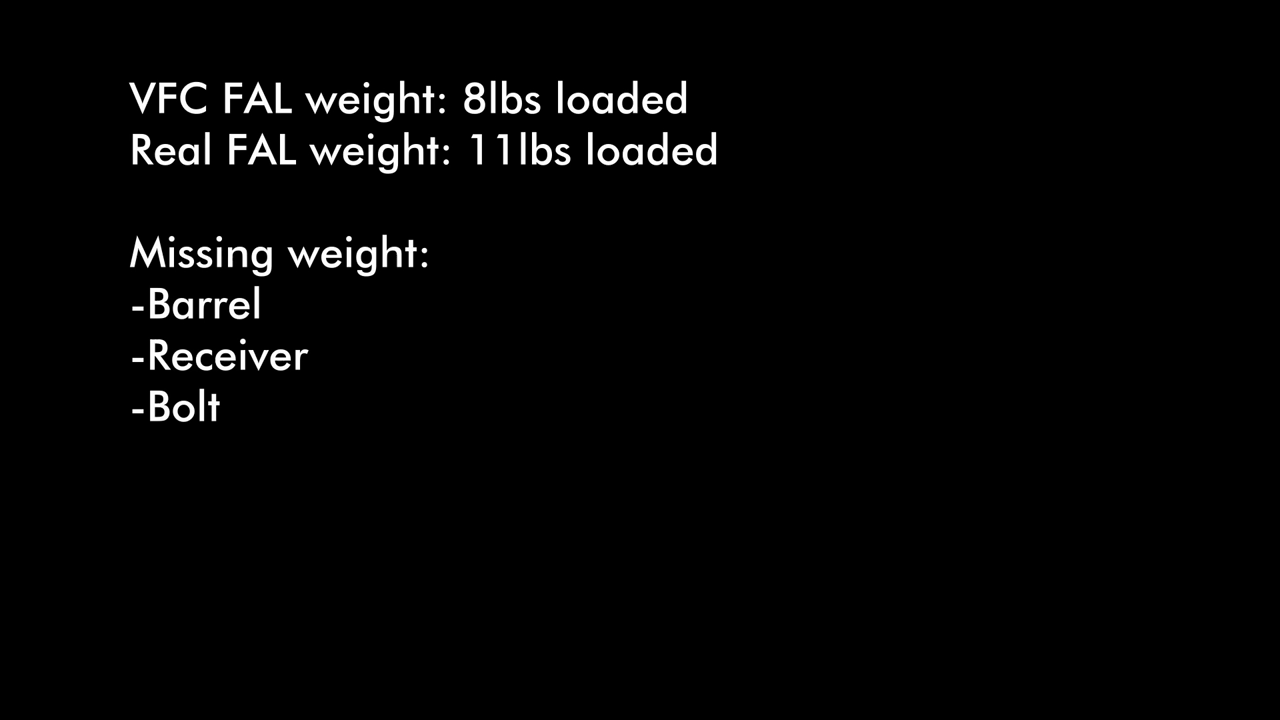 VFC FAL weight: 8lbs loaded
Real FAL weight: 11lbs loaded
Missing weight:
-Barrel
-Receiver
-Bolt